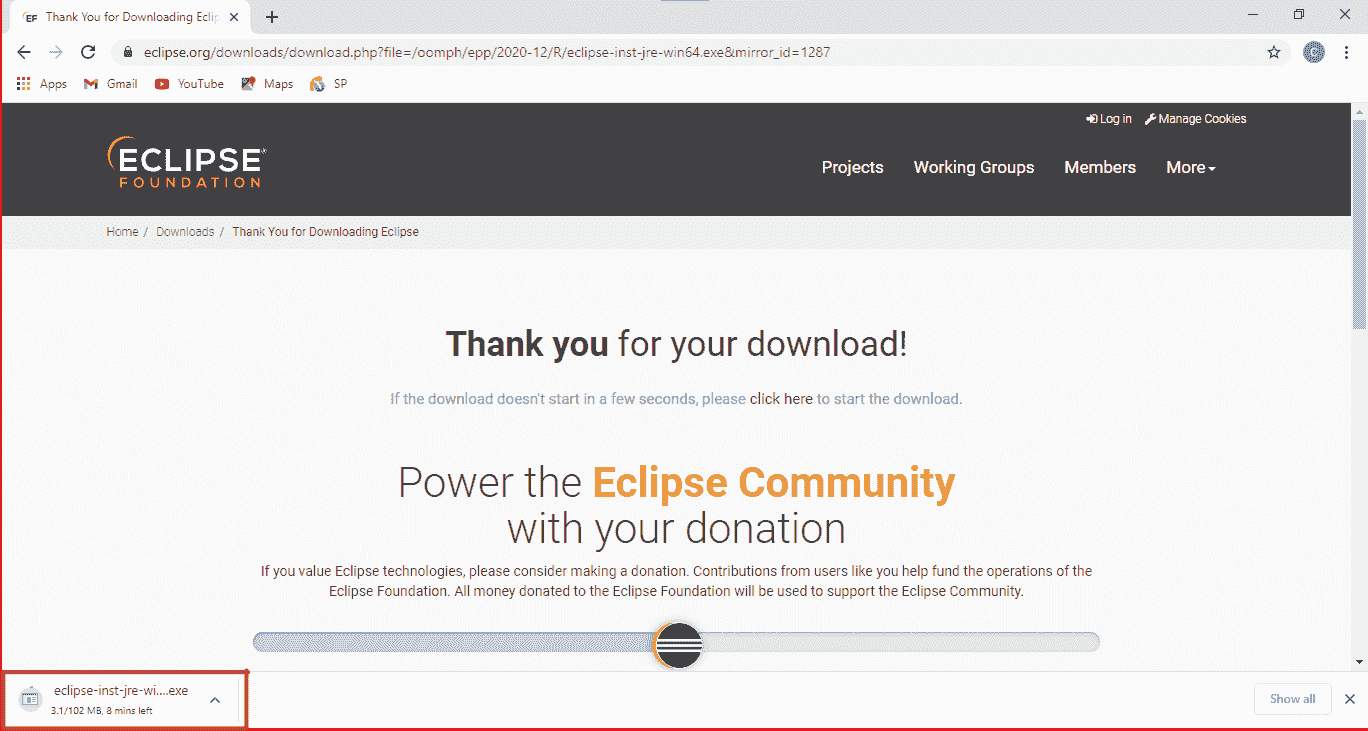 EF Thank You for Downloading Eclip
eclipse.org/downloads/download.php?file=/oomph/epp/2020-12/R/eclipse-inst-jre-win64.exe&mirror_id=1287
C
Apps Gmail YouTube Maps SP
Log in Manage Cookies
ECLIPSE®
FOUNDATION
Projects Working Groups Members More
Home / Downloads / Thank You for Downloading Eclipse
Thank you for your download!
If the download doesn't start in a few seconds, please click here to start the download.
Power the Eclipse Community
with your donation
If you value Eclipse technologies, please consider making a donation. Contributions from users like you help fund the operations of the
Eclipse Foundation. All money donated to the Eclipse Foundation will be used to support the Eclipse Community.
eclipse-inst-jre-wi....exe
3.1/102 MB, 8 mins left
Show all